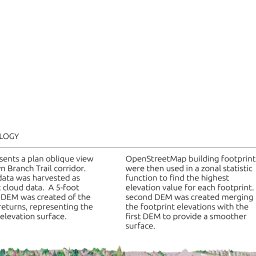 LOGY
sents a plan oblique view
n Branch Trail corridor.
data was harvested as
cloud data. A 5-foot
DEM was created of the
returns, representing the
elevation surface.
OpenStreetMap building footprint
were then used in a zonal statistic
function to find the highest
elevation value for each footprint.
second DEM was created merging
the footprint elevations with the
first DEM to provide a smoother
surface.